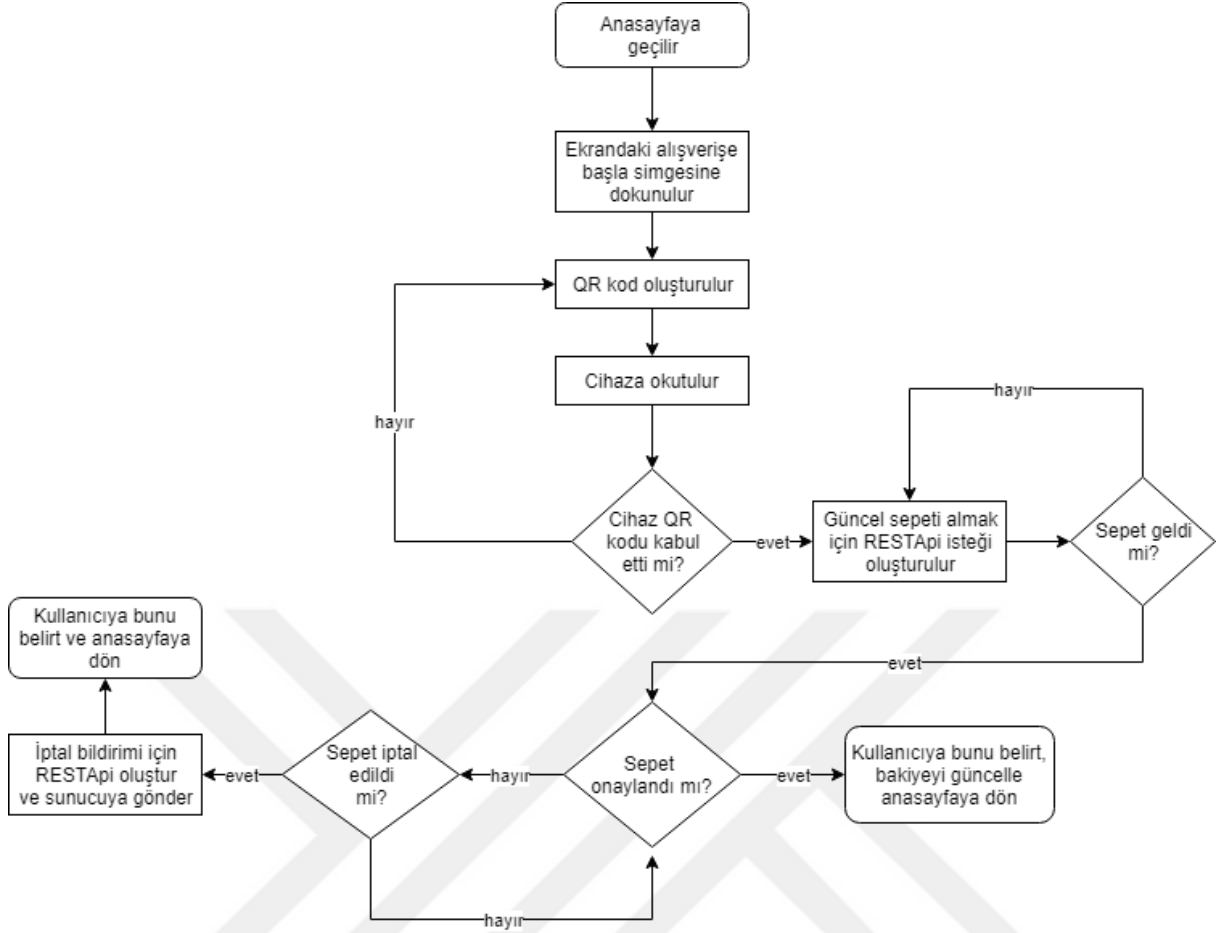 Anasayfaya
geçilir
Ekrandaki alışverişe
başla simgesine
dokunulur
QR kod oluşturulur
Cihaza okutulur
hayır
hayır
Cihaz QR
kodu kabul
etti mi?
evet
Güncel sepeti almak
için RESTApi isteği
oluşturulur
Sepet geldi
mi?
evet
Kullanıcıya bunu
belirt ve anasayfaya
dön
İptal bildirimi için
RESTApi oluştur
ve sunucuya gönder
evet
Sepet iptal
edildi
mi?
hayır
Sepet
onaylandı mı?
evet
Kullanıcıya bunu belirt,
bakiyeyi güncelle
anasayfaya dön
hayır